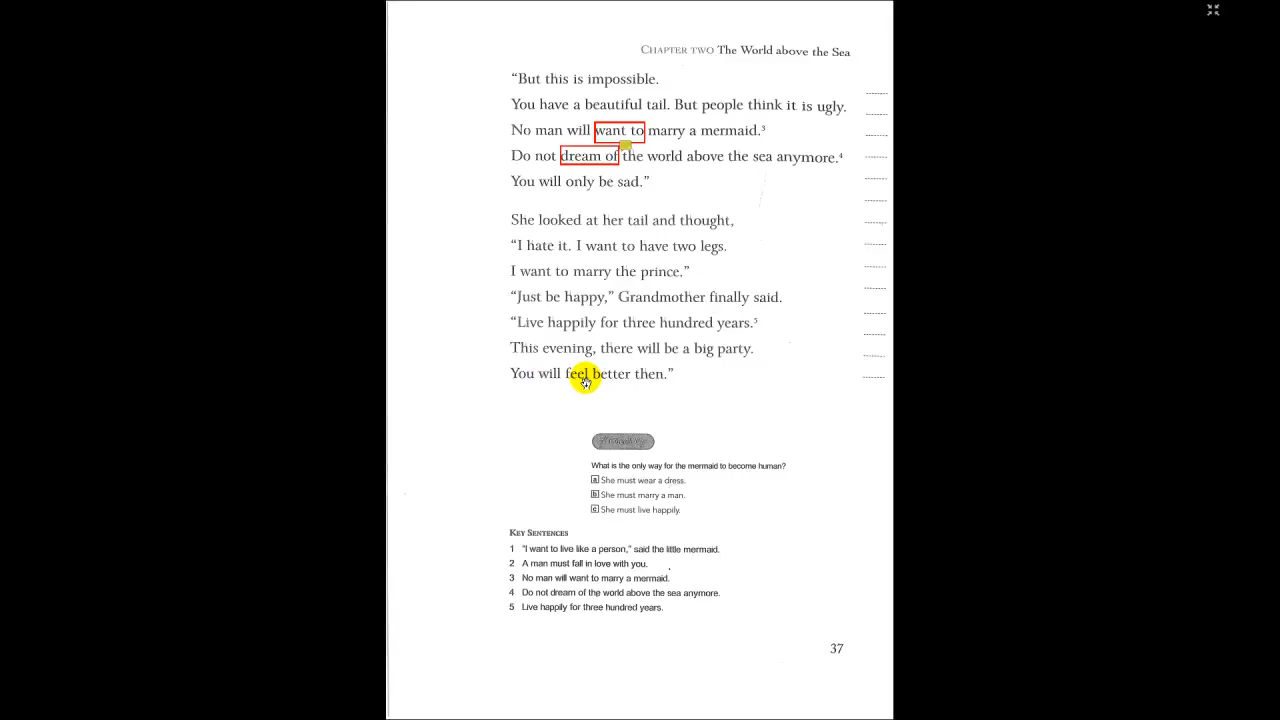 CHAPTER TWO The World above the Sea
“But this is impossible.
You have a beautiful tail. But people think it is ugly.
No man will want to marry a mermaid.³
Do not dream of the world above the sea anymore.⁴
You will only be sad.”
She looked at her tail and thought,
“I hate it. I want to have two legs.
I want to marry the prince.”
“Just be happy,” Grandmother finally said.
“Live happily for three hundred years.⁵
This evening, there will be a big party.
You will feel better then.”
What is the only way for the mermaid to become human?
a She must wear a dress.
b She must marry a man.
c She must live happily.
KEY SENTENCES
1 "I want to live like a person," said the little mermaid.
2 A man must fall in love with you.
3 No man will want to marry a mermaid.
4 Do not dream of the world above the sea anymore.
5 Live happily for three hundred years.
37